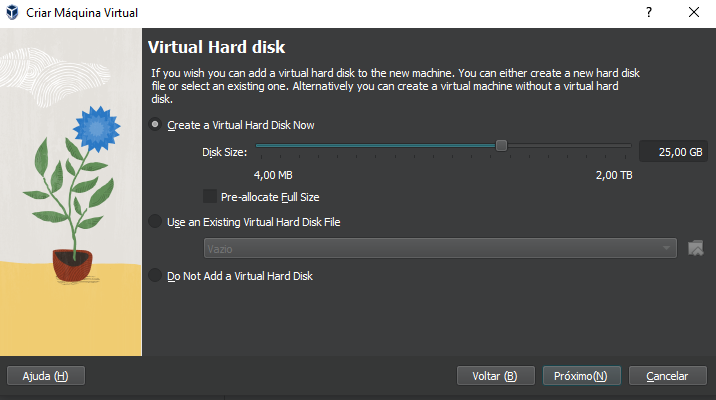 Criar Máquina Virtual
?
Virtual Hard disk
If you wish you can add a virtual hard disk to the new machine. You can either create a new hard disk
file or select an existing one. Alternatively you can create a virtual machine without a virtual hard
disk.
Create a Virtual Hard Disk Now
Disk Size:
25,00 GB
4,00 MB
2,00 TB
Pre-allocate Full Size
Use an Existing Virtual Hard Disk File
Vazio
Do Not Add a Virtual Hard Disk
Ajuda (H)
Voltar (B)
Próximo(N)
Cancelar